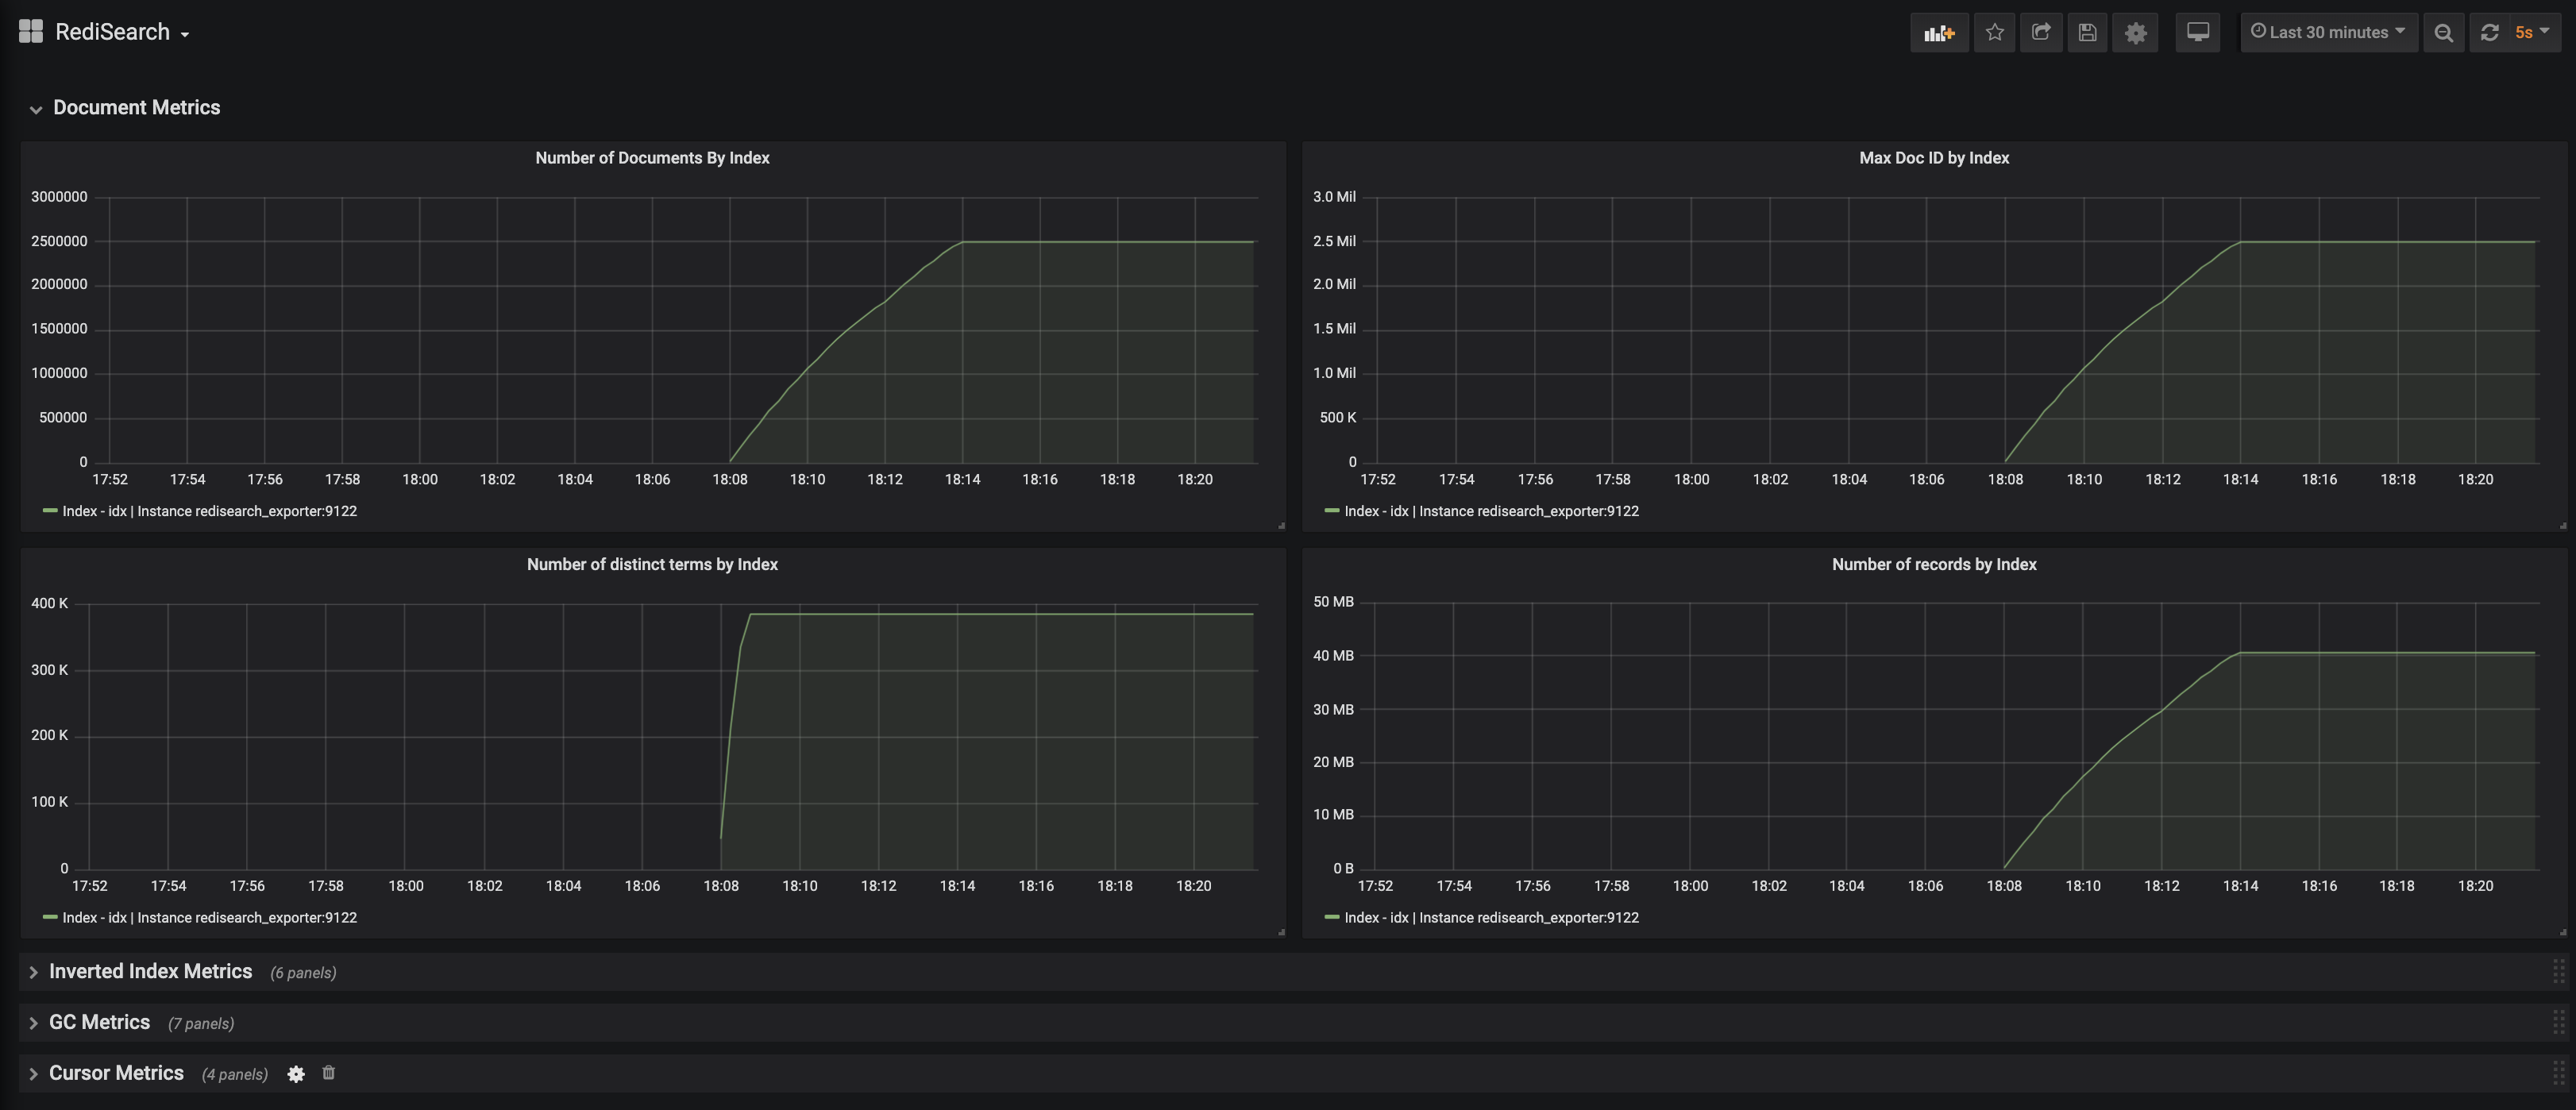 RediSearch
Last 30 minutes
5s
Document Metrics
Number of Documents By Index
3000000
2500000
2000000
1500000
1000000
500000
0
17:52 17:54 17:56 17:58 18:00 18:02 18:04 18:06 18:08 18:10 18:12 18:14 18:16 18:18 18:20
Index - idx | Instance redisearch_exporter:9122
Max Doc ID by Index
3.0 Mil
2.5 Mil
2.0 Mil
1.5 Mil
1.0 Mil
500 K
0
17:52 17:54 17:56 17:58 18:00 18:02 18:04 18:06 18:08 18:10 18:12 18:14 18:16 18:18 18:20
Index - idx | Instance redisearch_exporter:9122
Number of distinct terms by Index
400 K
300 K
200 K
100 K
0
17:52 17:54 17:56 17:58 18:00 18:02 18:04 18:06 18:08 18:10 18:12 18:14 18:16 18:18 18:20
Index - idx | Instance redisearch_exporter:9122
Number of records by Index
50 MB
40 MB
30 MB
20 MB
10 MB
0 B
17:52 17:54 17:56 17:58 18:00 18:02 18:04 18:06 18:08 18:10 18:12 18:14 18:16 18:18 18:20
Index - idx | Instance redisearch_exporter:9122
Inverted Index Metrics (6 panels)
GC Metrics (7 panels)
Cursor Metrics (4 panels)